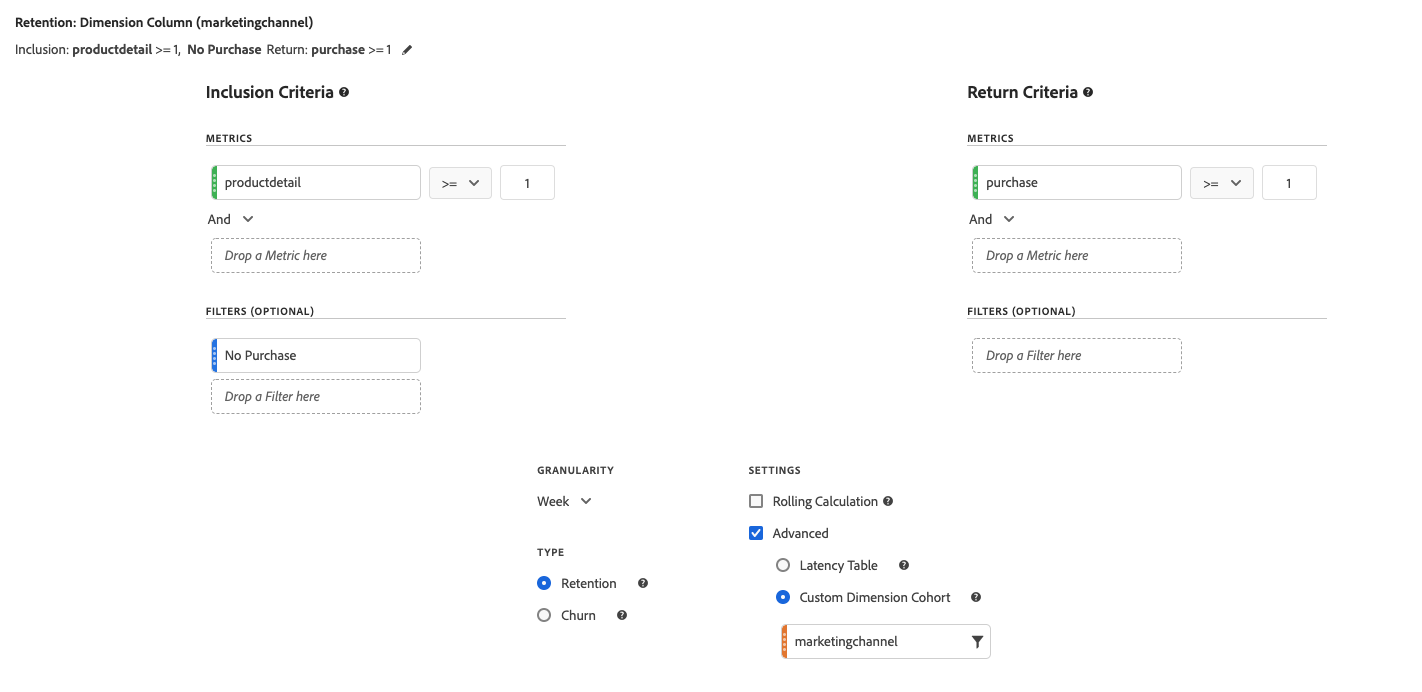 Retention: Dimension Column (marketingchannel)
Inclusion: productdetail >= 1, No Purchase Return: purchase >= 1
Inclusion Criteria
Return Criteria
METRICS
METRICS
productdetail >= 1
purchase >= 1
And
And
Drop a Metric here
Drop a Metric here
FILTERS (OPTIONAL)
FILTERS (OPTIONAL)
No Purchase
Drop a Filter here
Drop a Filter here
GRANULARITY
SETTINGS
Week
Rolling Calculation
Advanced
TYPE
Latency Table
Retention
Custom Dimension Cohort
Churn
marketingchannel